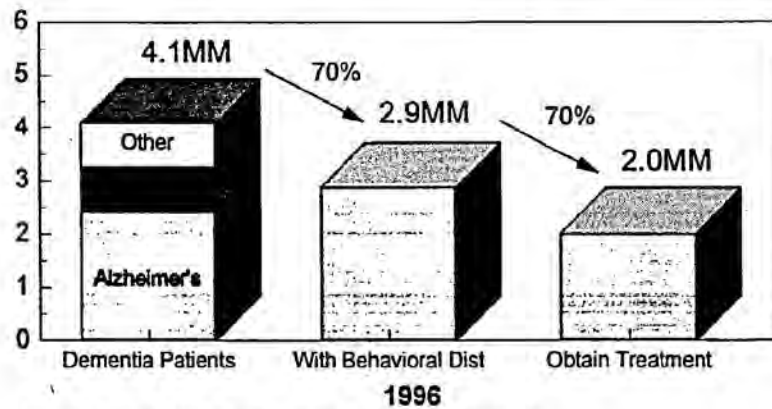 6
5
4
3
2
1
0
4.1MM
70%
2.9MM
70%
2.0MM
Other
Alzheimer's
Dementia Patients
With Behavioral Dist
Obtain Treatment
1996